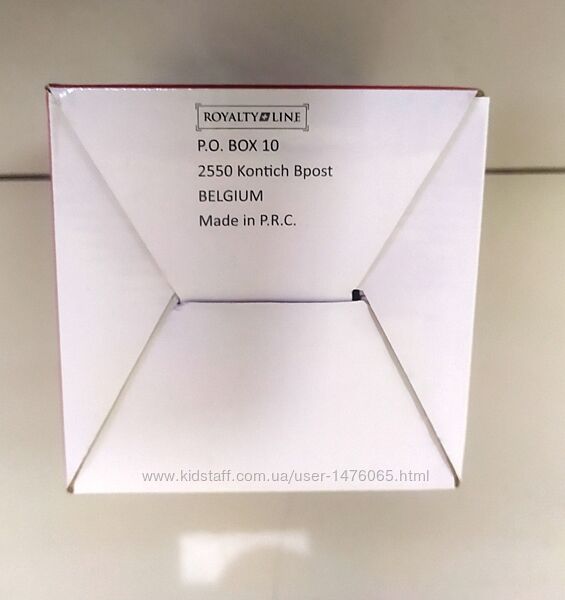 ROYALTY LINE
P.O. BOX 10
2550 Kontich Bpost
BELGIUM
Made in P.R.C.
www.kidstaff.com.ua/user-1476065.html